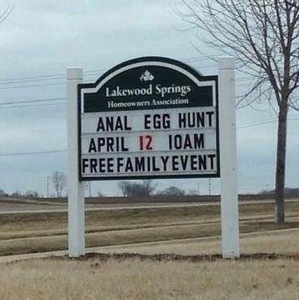 Lakewood Springs
Homeowners Association
ANAL EGG HUNT
APRIL 12 10AM
FREE FAMILY EVENT